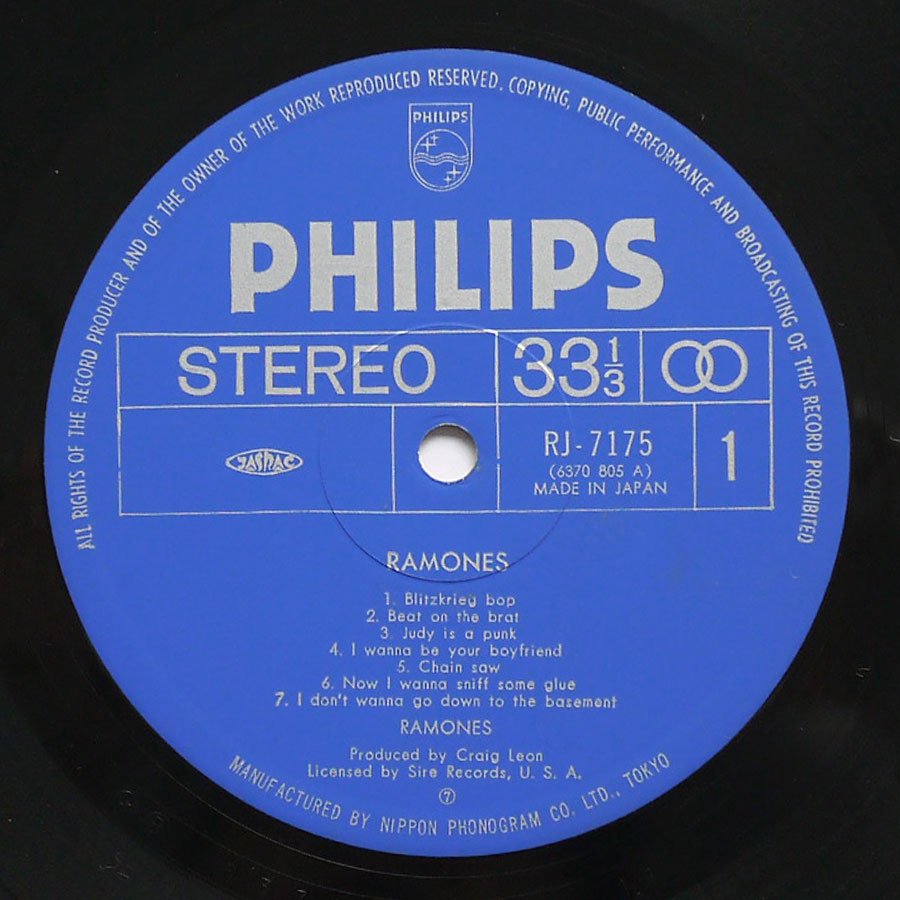 ALL RIGHTS OF THE RECORD PRODUCER AND OF THE OWNER OF THE WORK REPRODUCED RESERVED. COPYING, PUBLIC PERFORMANCE AND BROADCASTING OF THIS RECORD PROHIBITED
PHILIPS
PHILIPS
STEREO 33 1/3
JASRAC RJ-7175 1
(6370 805 A)
MADE IN JAPAN
RAMONES
1. Blitzkrieg bop
2. Beat on the brat
3. Judy is a punk
4. I wanna be your boyfriend
5. Chain saw
6. Now I wanna sniff some glue
7. I don't wanna go down to the basement
RAMONES
Produced by Craig Leon
Licensed by Sire Records, U. S. A.
⑦
MANUFACTURED BY NIPPON PHONOGRAM CO. LTD., TOKYO